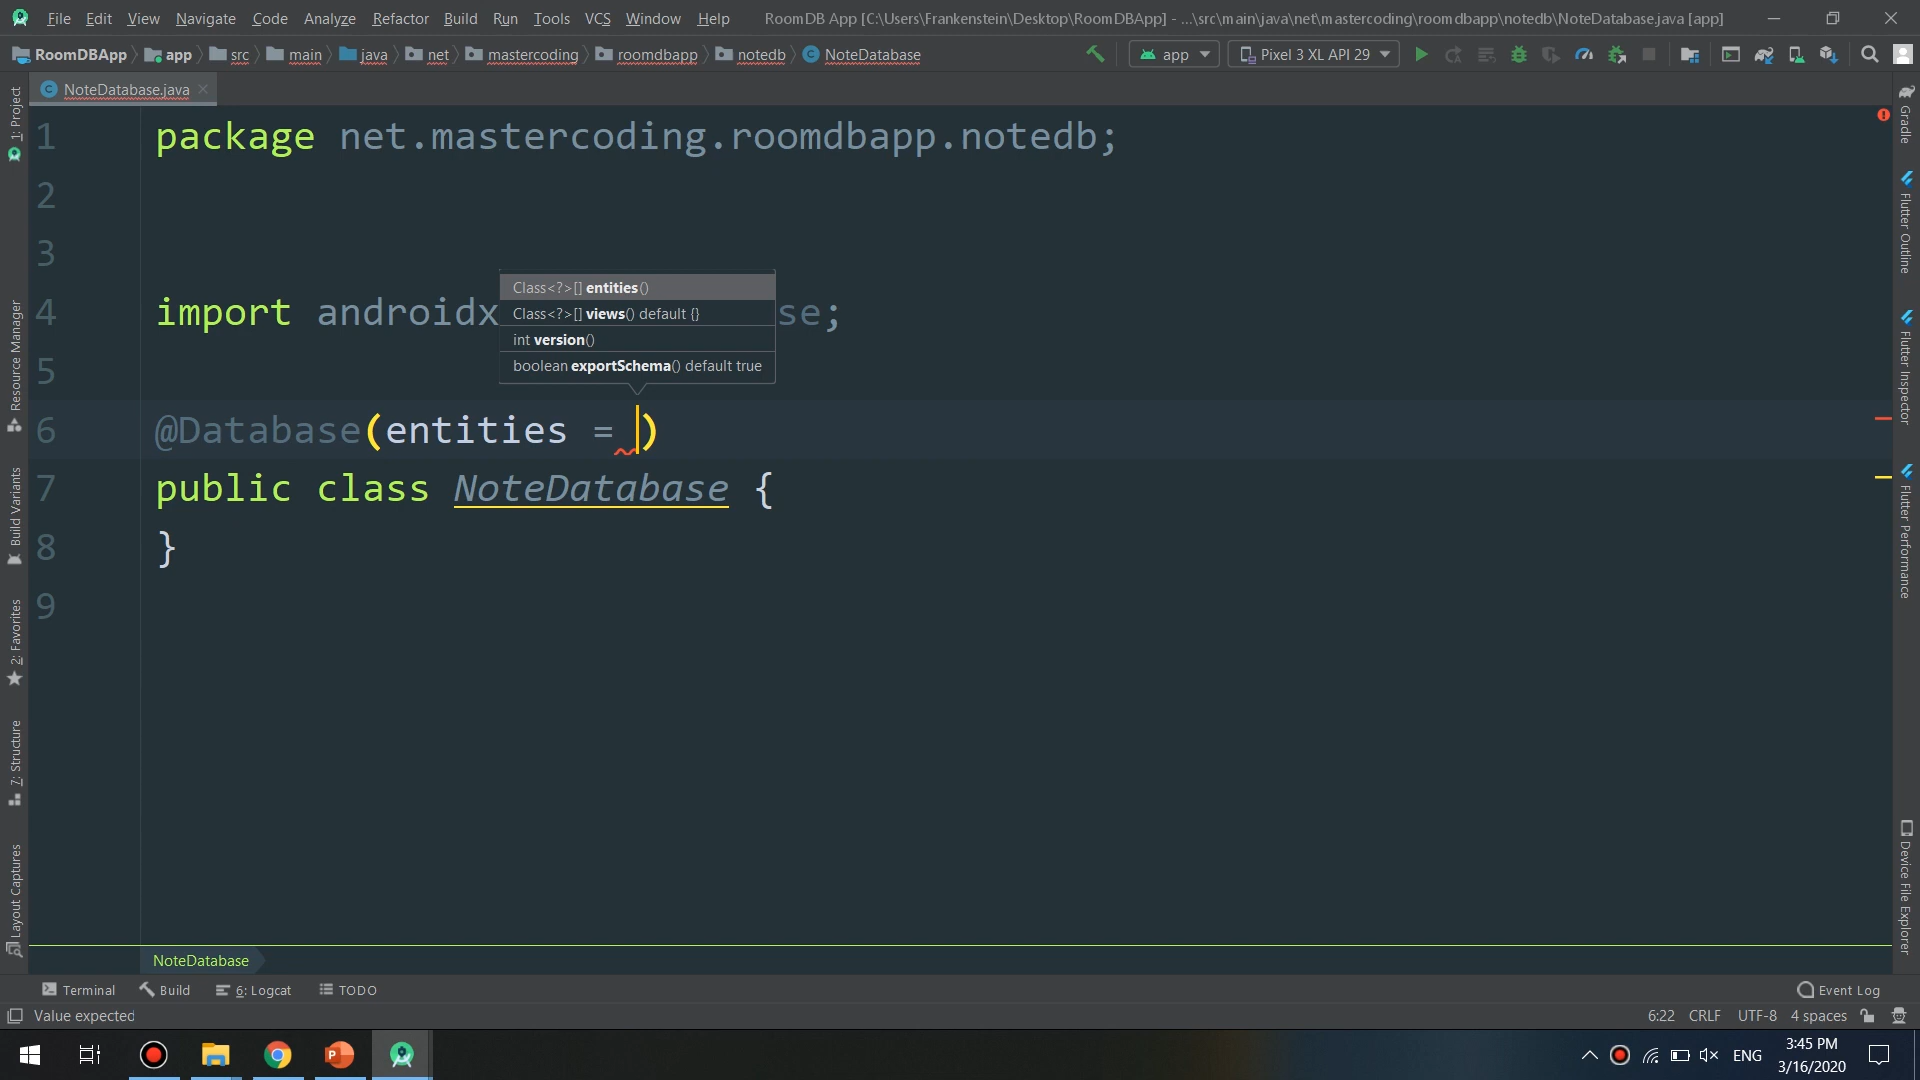 File Edit View Navigate Code Analyze Refactor Build Run Tools VCS Window Help RoomDB App [C:\Users\Frankenstein\Desktop\RoomDBApp] - ...\src\main\java\net\mastercoding\roomdbapp\notedb\NoteDatabase.java [app]
RoomDBApp app src main java net mastercoding roomdbapp notedb NoteDatabase app Pixel 3 XL API 29
NoteDatabase.java
1 package net.mastercoding.roomdbapp.notedb;
2
3
Class<?>[] entities()
4 import androidx se;
Class<?>[] views() default {}
int version()
boolean exportSchema() default true
5
6 @Database(entities = )
7 public class NoteDatabase {
8 }
9
NoteDatabase
1: Project
Resource Manager
Build Variants
2: Favorites
7: Structure
Layout Captures
Gradle
Flutter Outline
Flutter Inspector
Flutter Performance
Device File Explorer
Terminal Build 6: Logcat TODO Event Log
Value expected 6:22 CRLF UTF-8 4 spaces
ENG 3:45 PM
3/16/2020